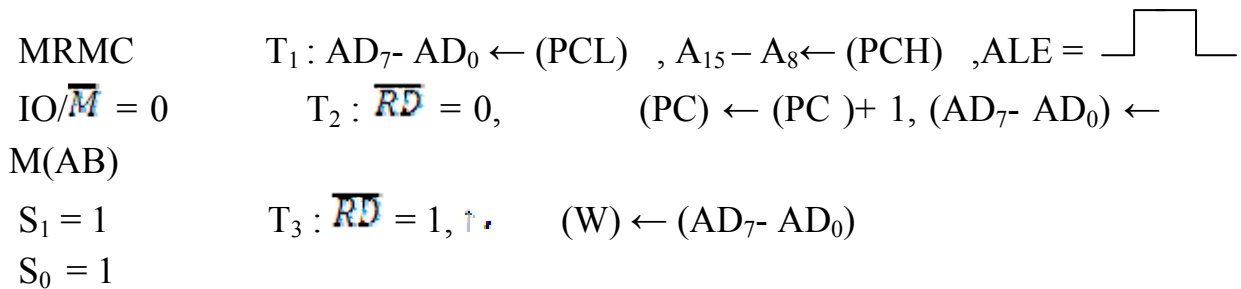 MRMC T₁ : AD₇- AD₀ ← (PCL) , A₁₅ – A₈← (PCH) ,ALE =
IO/M̅ = 0 T₂ : R̅D̅ = 0, (PC) ← (PC )+ 1, (AD₇- AD₀) ←
M(AB)
S₁ = 1 T₃ : R̅D̅ = 1, ↑ (W) ← (AD₇- AD₀)
S₀ = 1